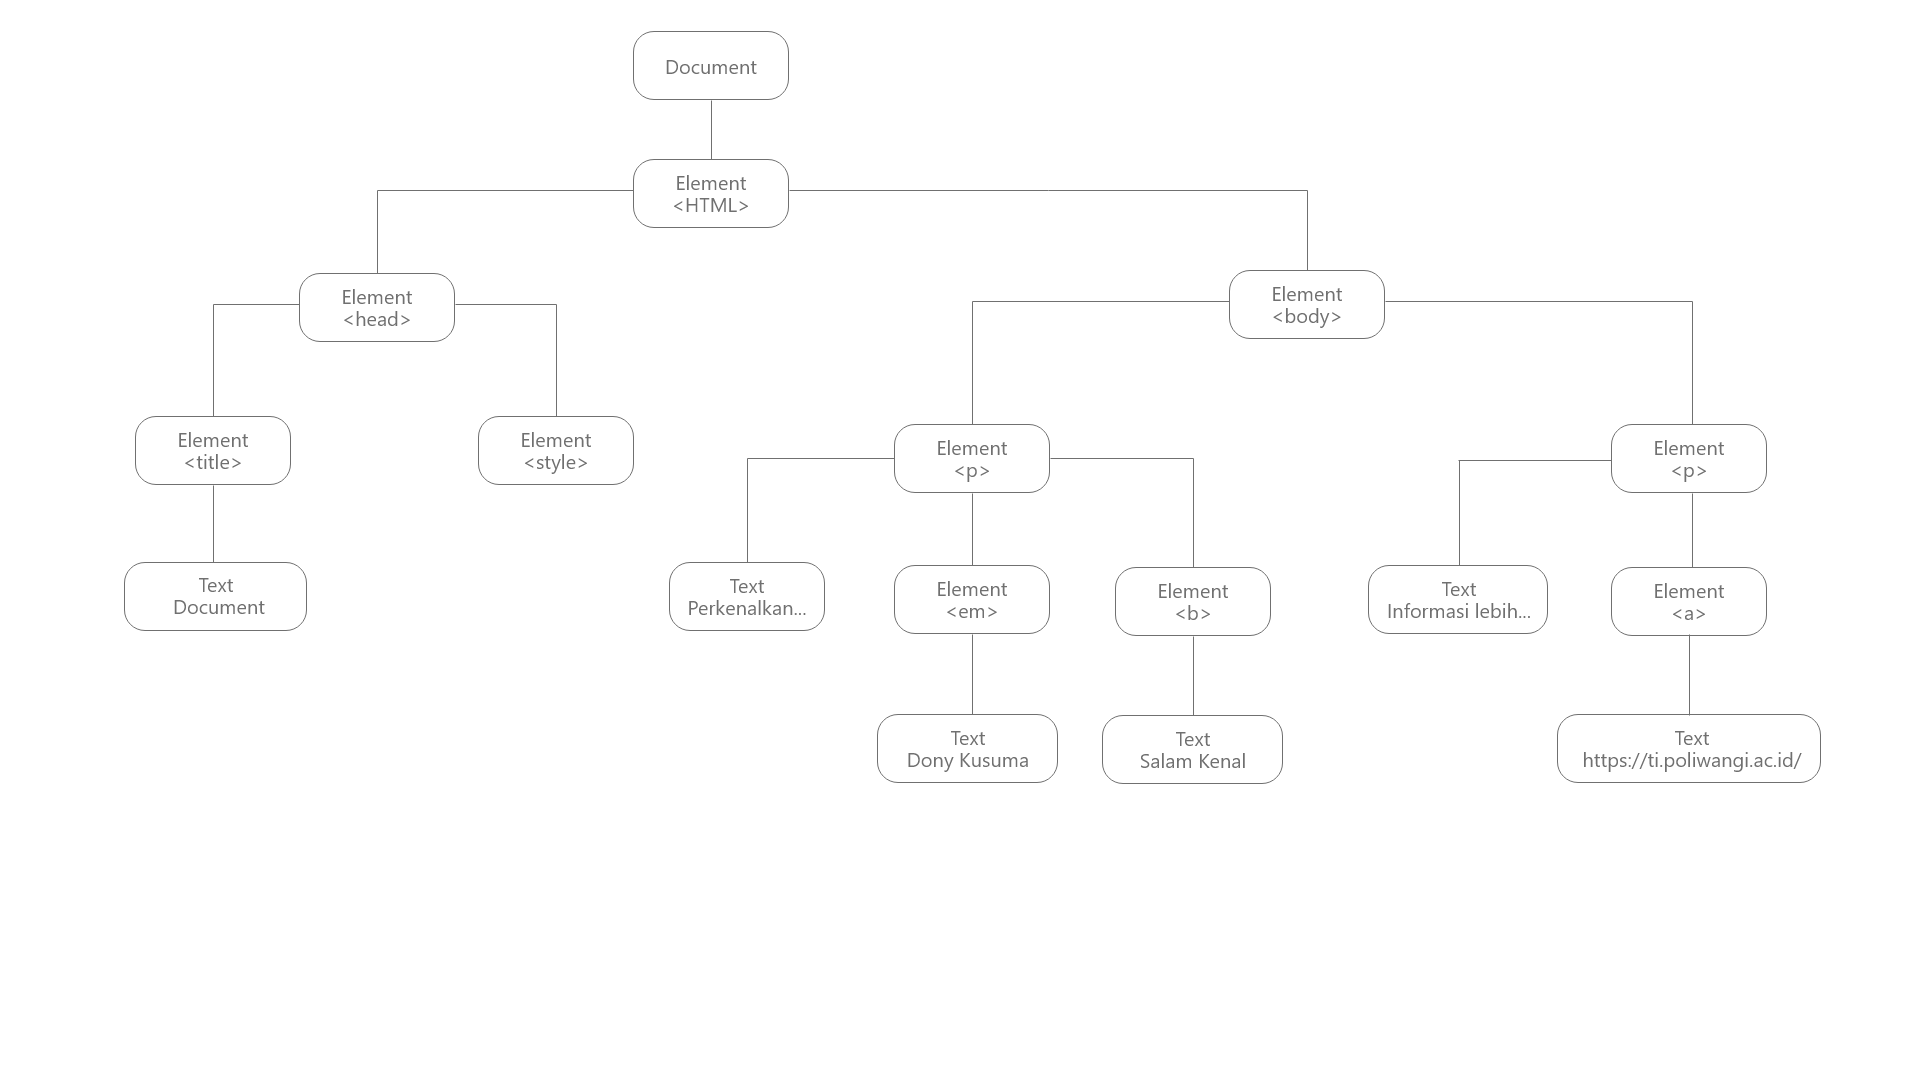 Document
Element
<HTML>
Element
<head>
Element
<body>
Element
<title>
Element
<style>
Element
<p>
Element
<p>
Text
Document
Text
Perkenalkan...
Element
<em>
Element
<b>
Text
Informasi lebih...
Element
<a>
Text
Dony Kusuma
Text
Salam Kenal
Text
https://ti.poliwangi.ac.id/